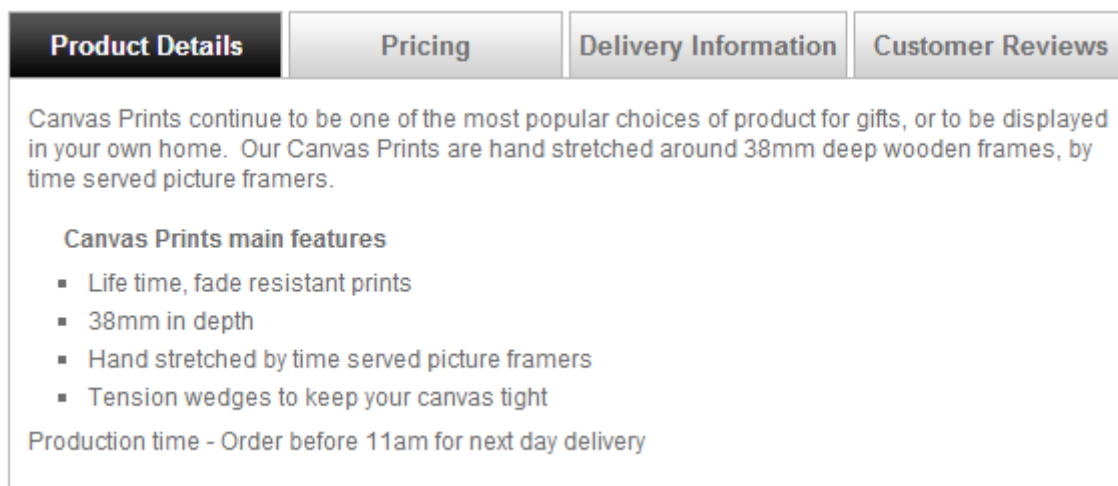 Product Details
Pricing
Delivery Information
Customer Reviews
Canvas Prints continue to be one of the most popular choices of product for gifts, or to be displayed
in your own home.  Our Canvas Prints are hand stretched around 38mm deep wooden frames, by
time served picture framers.
Canvas Prints main features
Life time, fade resistant prints
38mm in depth
Hand stretched by time served picture framers
Tension wedges to keep your canvas tight
Production time - Order before 11am for next day delivery